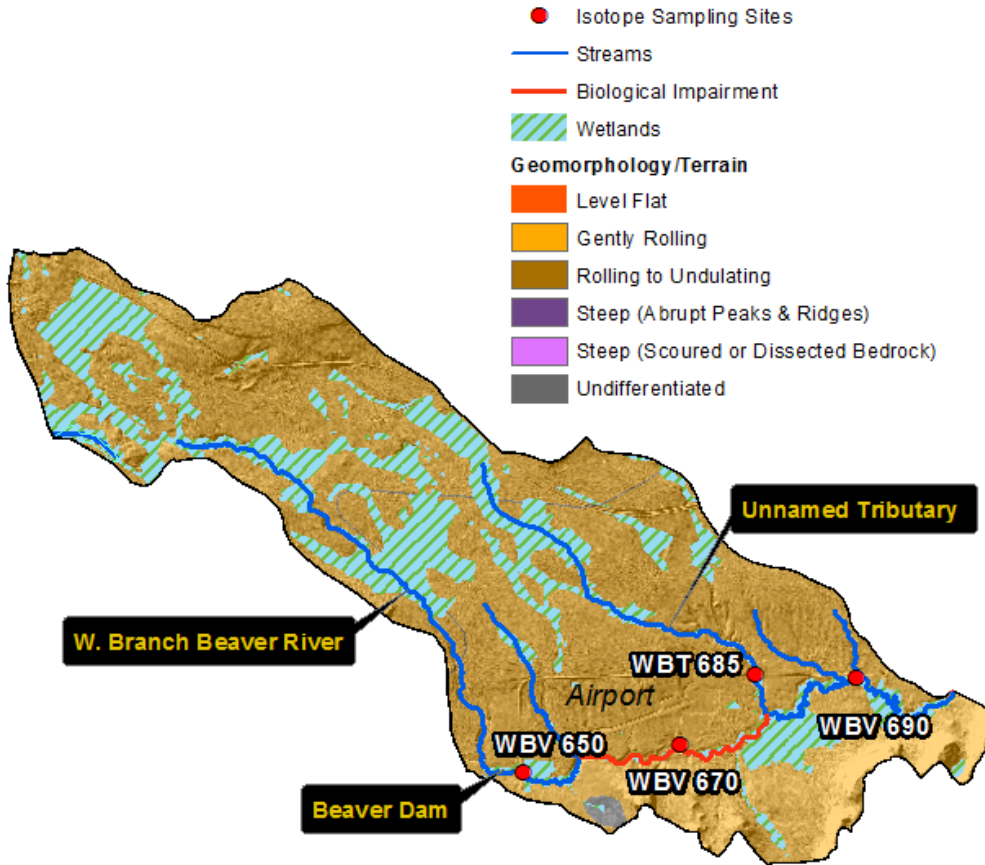 Isotope Sampling Sites
Streams
Biological Impairment
Wetlands
Geomorphology/Terrain
Level Flat
Gently Rolling
Rolling to Undulating
Steep (Abrupt Peaks & Ridges)
Steep (Scoured or Dissected Bedrock)
Undifferentiated
Unnamed Tributary
W. Branch Beaver River
WBT 685
Airport
WBV 690
WBV 650
WBV 670
Beaver Dam